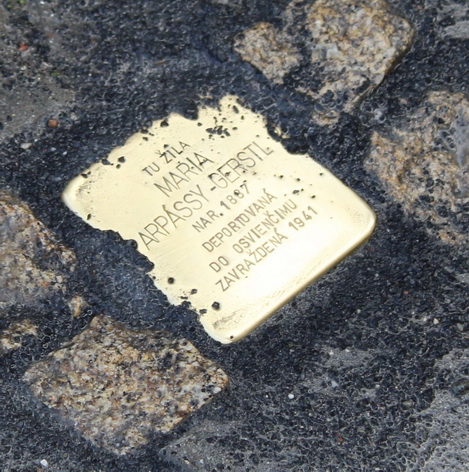 TU ŽILA
MARIA
ARPÁSSY GERSTL
NAR. 1887
DEPORTOVANÁ
DO OSVIENČIMU
ZAVRAŽDENÁ 1941